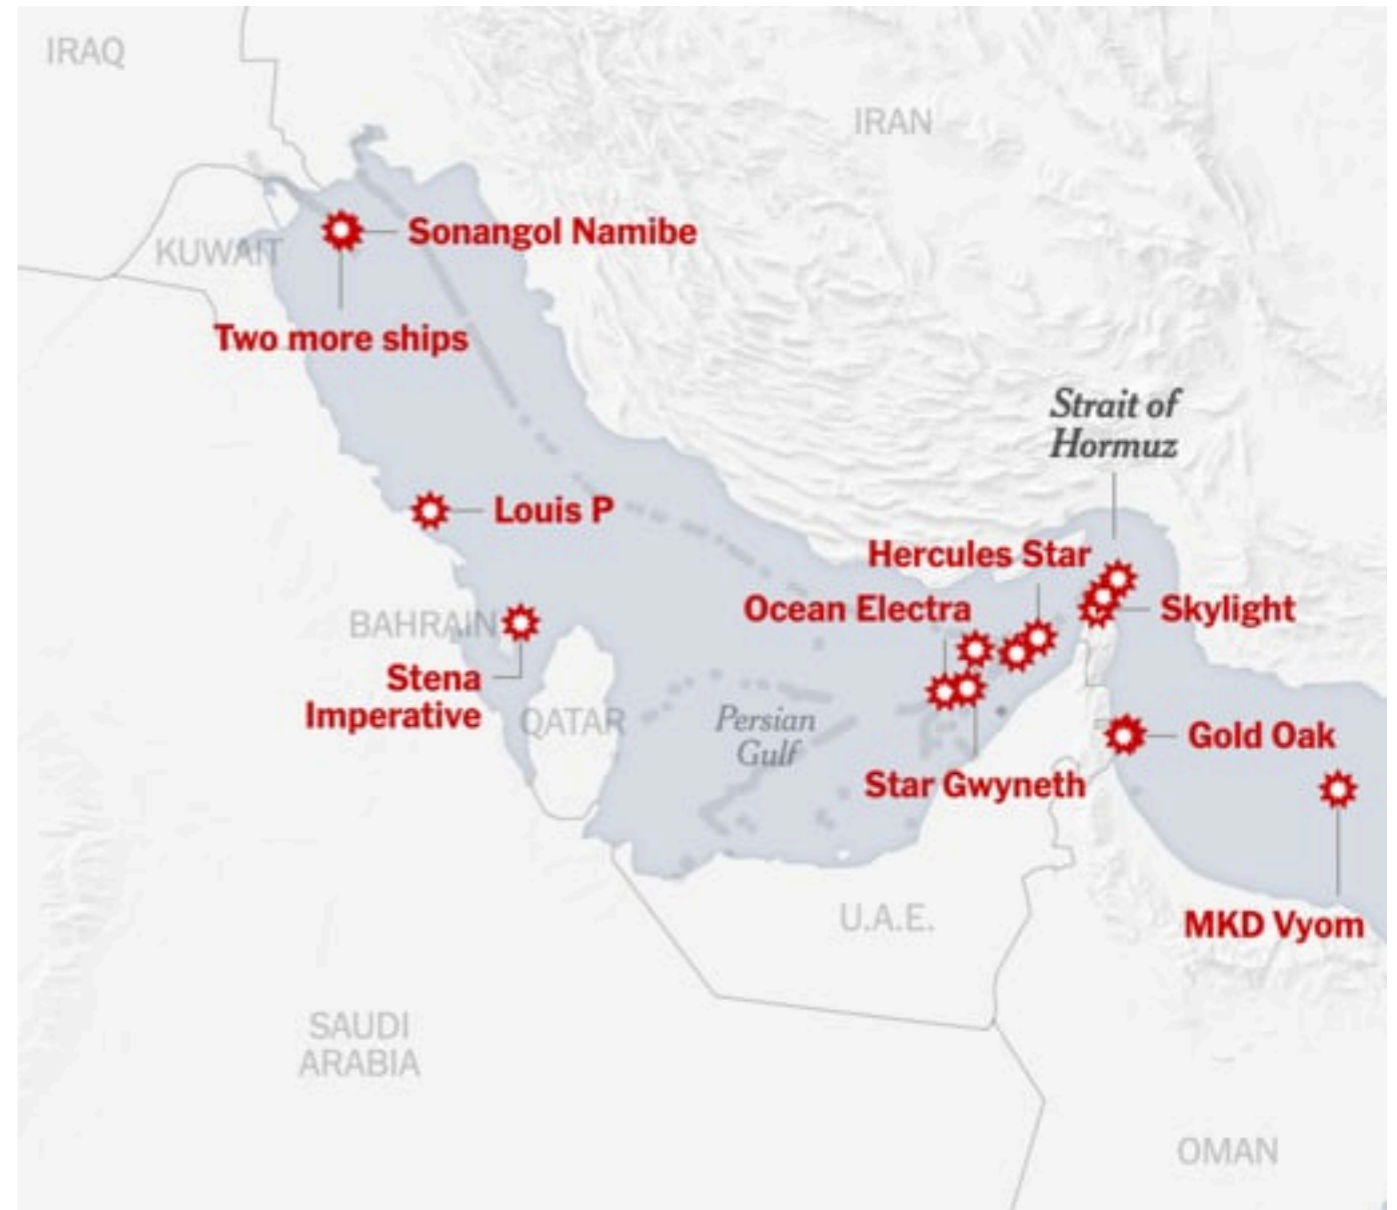 IRAQ
IRAN
Sonangol Namibe
KUWAIT
Two more ships
Strait of
Hormuz
Louis P
Hercules Star
Ocean Electra
Skylight
BAHRAIN
Stena
Imperative
QATAR
Persian
Gulf
Gold Oak
Star Gwyneth
U.A.E.
MKD Vyom
SAUDI
ARABIA
OMAN